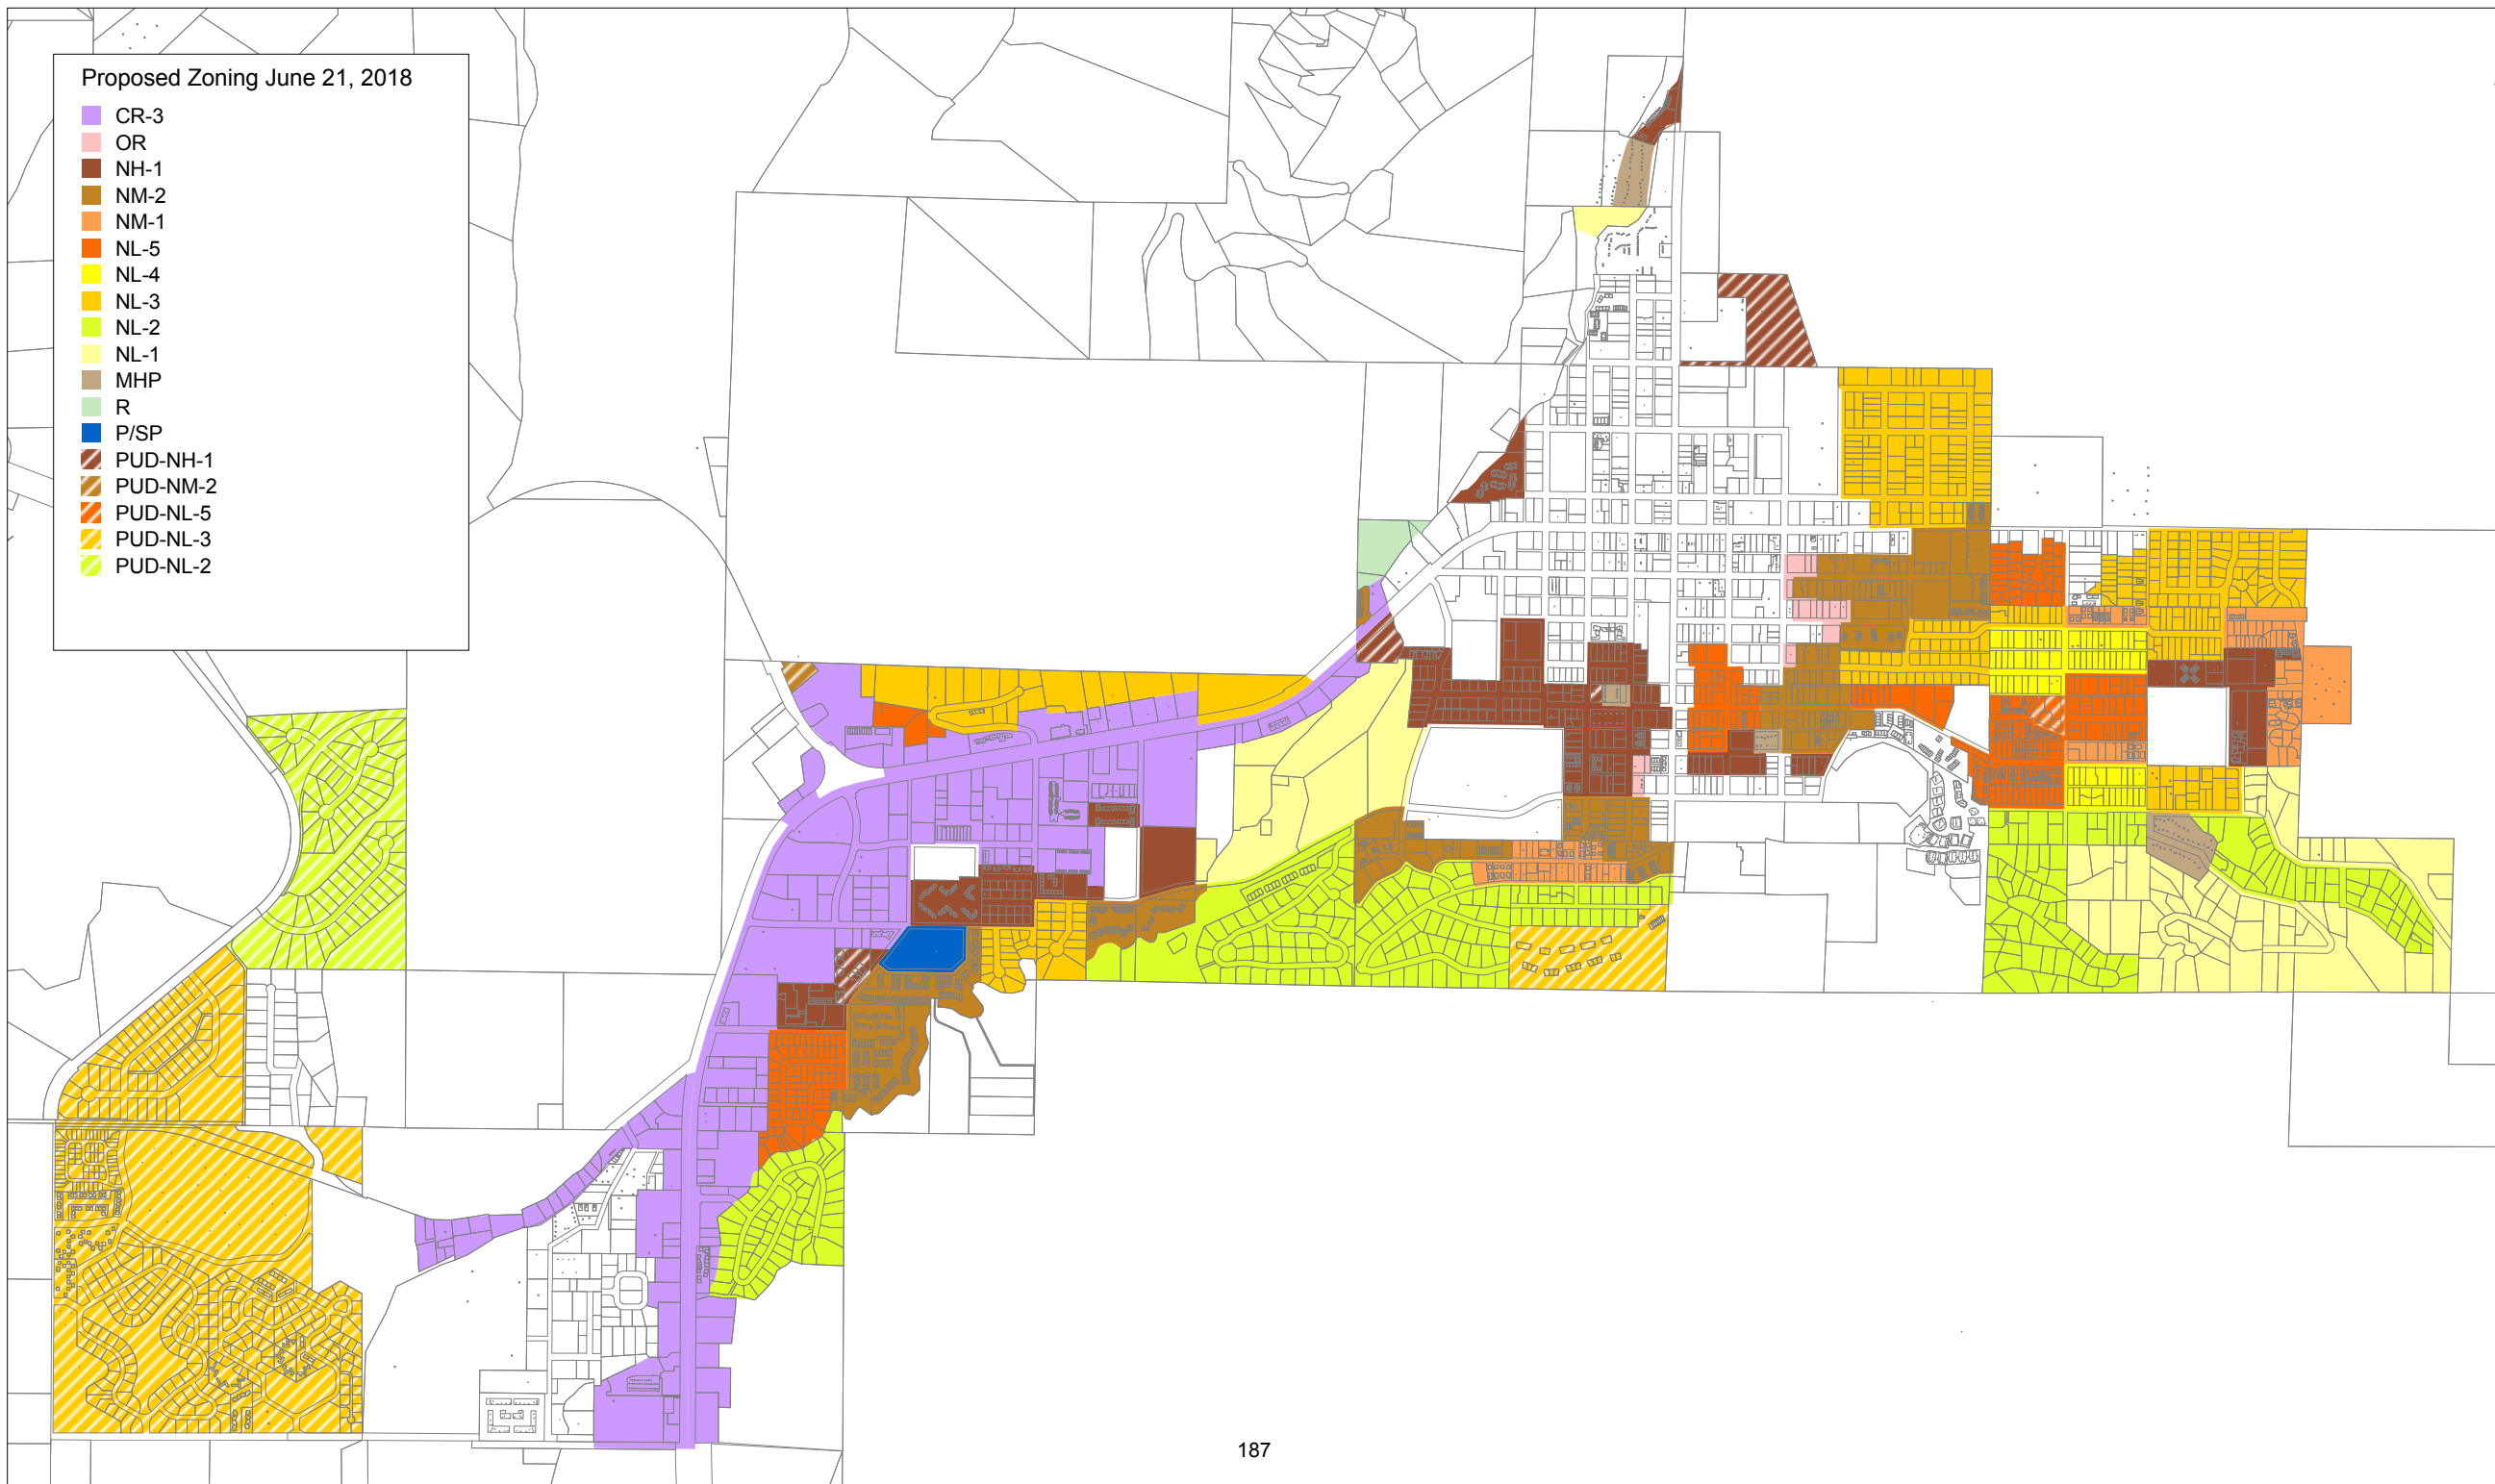 Proposed Zoning June 21, 2018
CR-3
OR
NH-1
NM-2
NM-1
NL-5
NL-4
NL-3
NL-2
NL-1
MHP
R
P/SP
PUD-NH-1
PUD-NM-2
PUD-NL-5
PUD-NL-3
PUD-NL-2
187